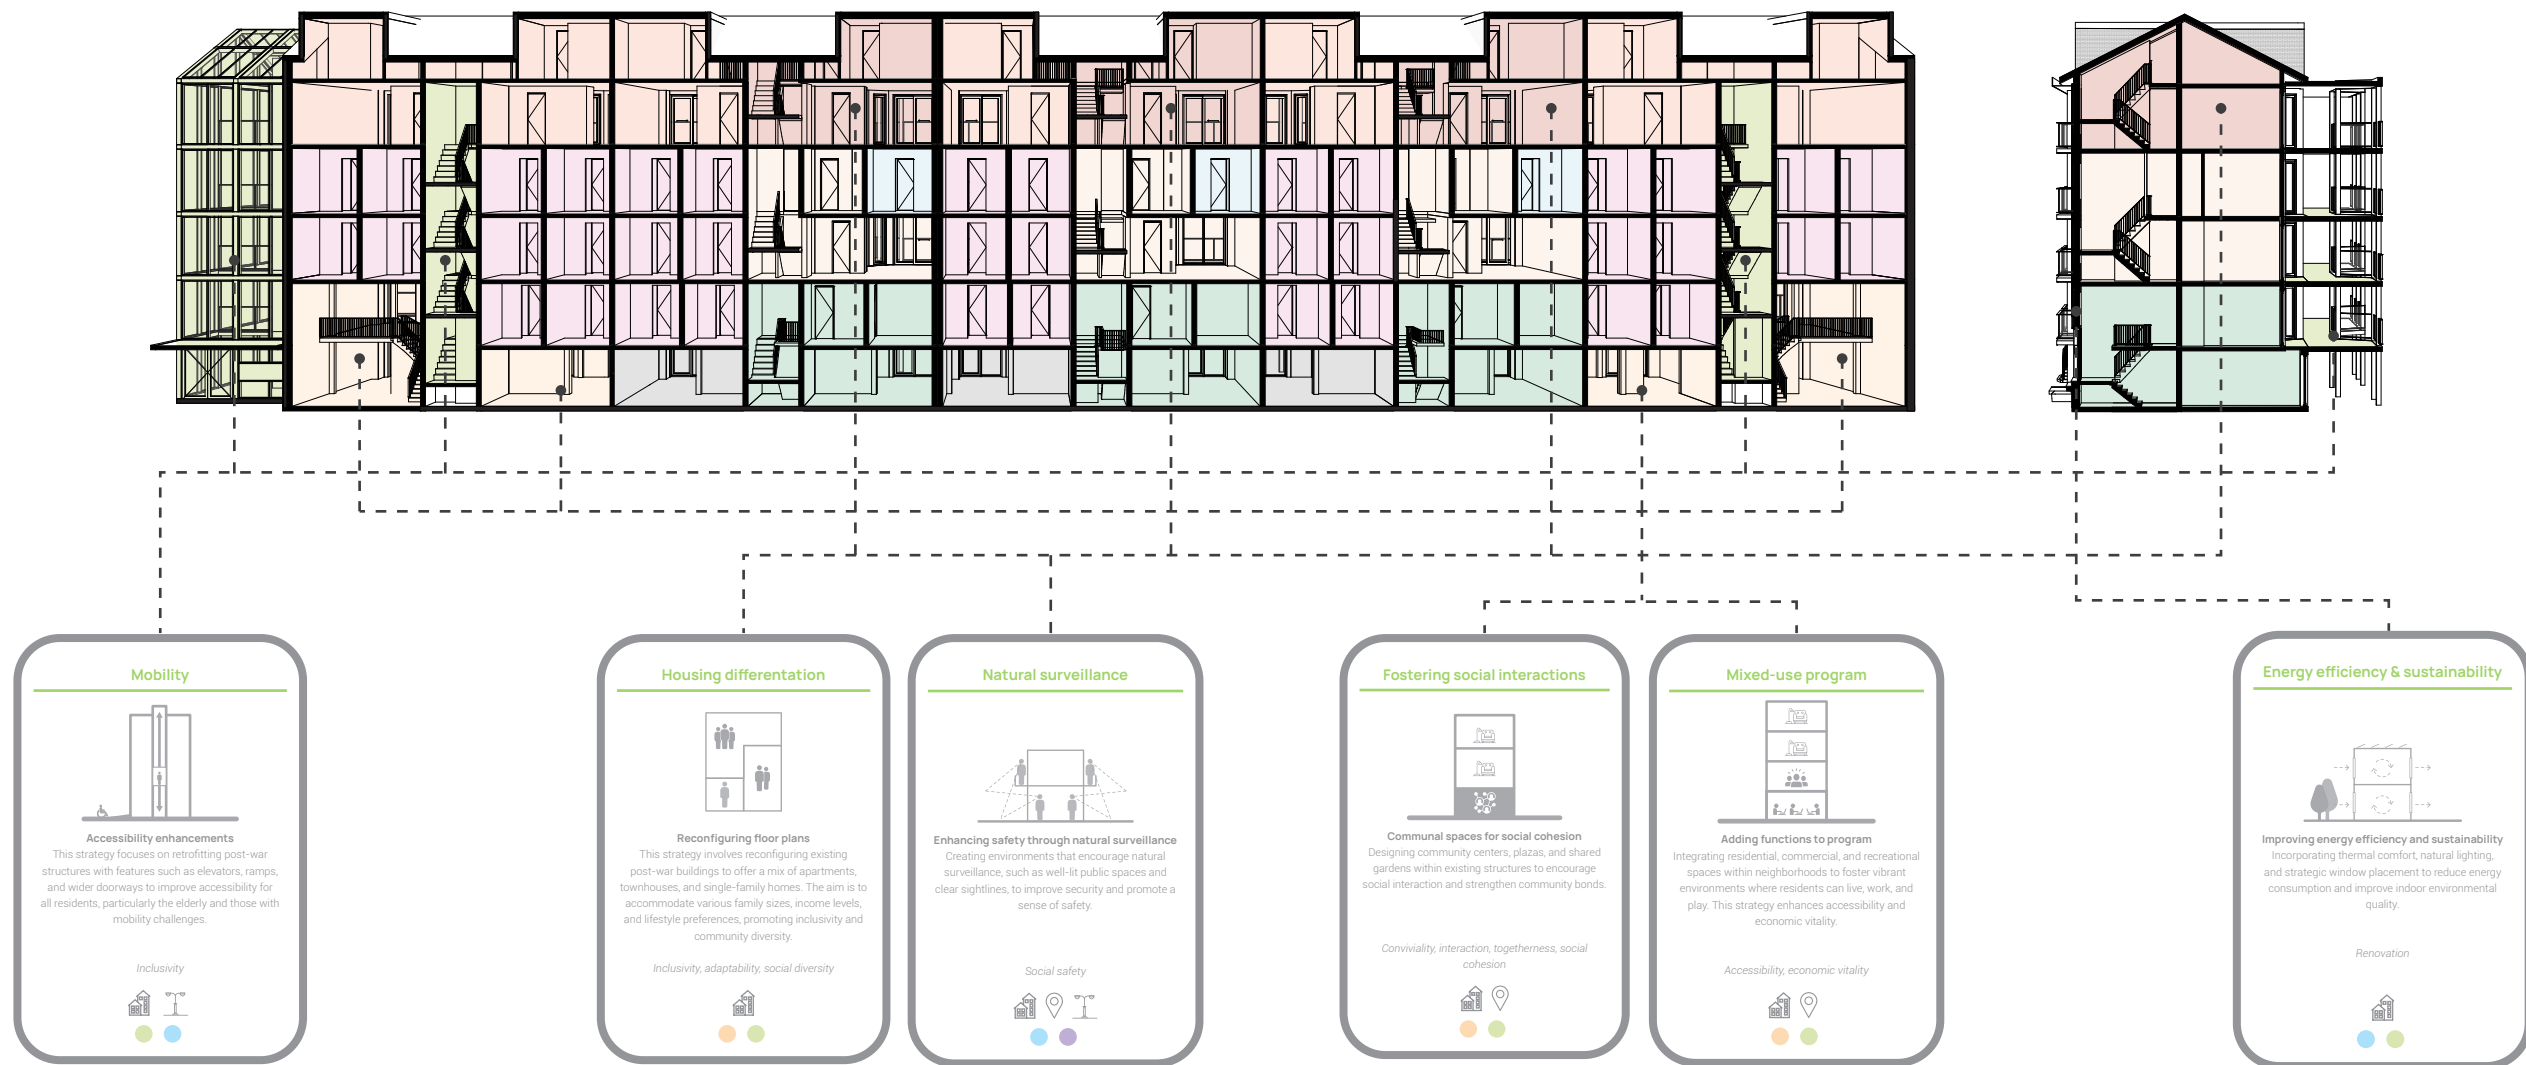 Mobility
Accessibility enhancements
This strategy focuses on retrofitting post-war
structures with features such as elevators, ramps,
and wider doorways to improve accessibility for
all residents, particularly the elderly and those with
mobility challenges.
Inclusivity
Housing differentation
Reconfiguring floor plans
This strategy involves reconfiguring existing
post-war buildings to offer a mix of apartments,
townhouses, and single-family homes. The aim is to
accommodate various family sizes, income levels,
and lifestyle preferences, promoting inclusivity and
community diversity.
Inclusivity, adaptability, social diversity
Natural surveillance
Enhancing safety through natural surveillance
Creating environments that encourage natural
surveillance, such as well-lit public spaces and
clear sightlines, to improve security and promote a
sense of safety.
Social safety
Fostering social interactions
Communal spaces for social cohesion
Designing community centers, plazas, and shared
gardens within existing structures to encourage
social interaction and strengthen community bonds.
Conviviality, interaction, togetherness, social
cohesion
Mixed-use program
Adding functions to program
Integrating residential, commercial, and recreational
spaces within neighborhoods to foster vibrant
environments where residents can live, work, and
play. This strategy enhances accessibility and
economic vitality.
Accessibility, economic vitality
Energy efficiency & sustainability
Improving energy efficiency and sustainability
Incorporating thermal comfort, natural lighting,
and strategic window placement to reduce energy
consumption and improve indoor environmental
quality.
Renovation